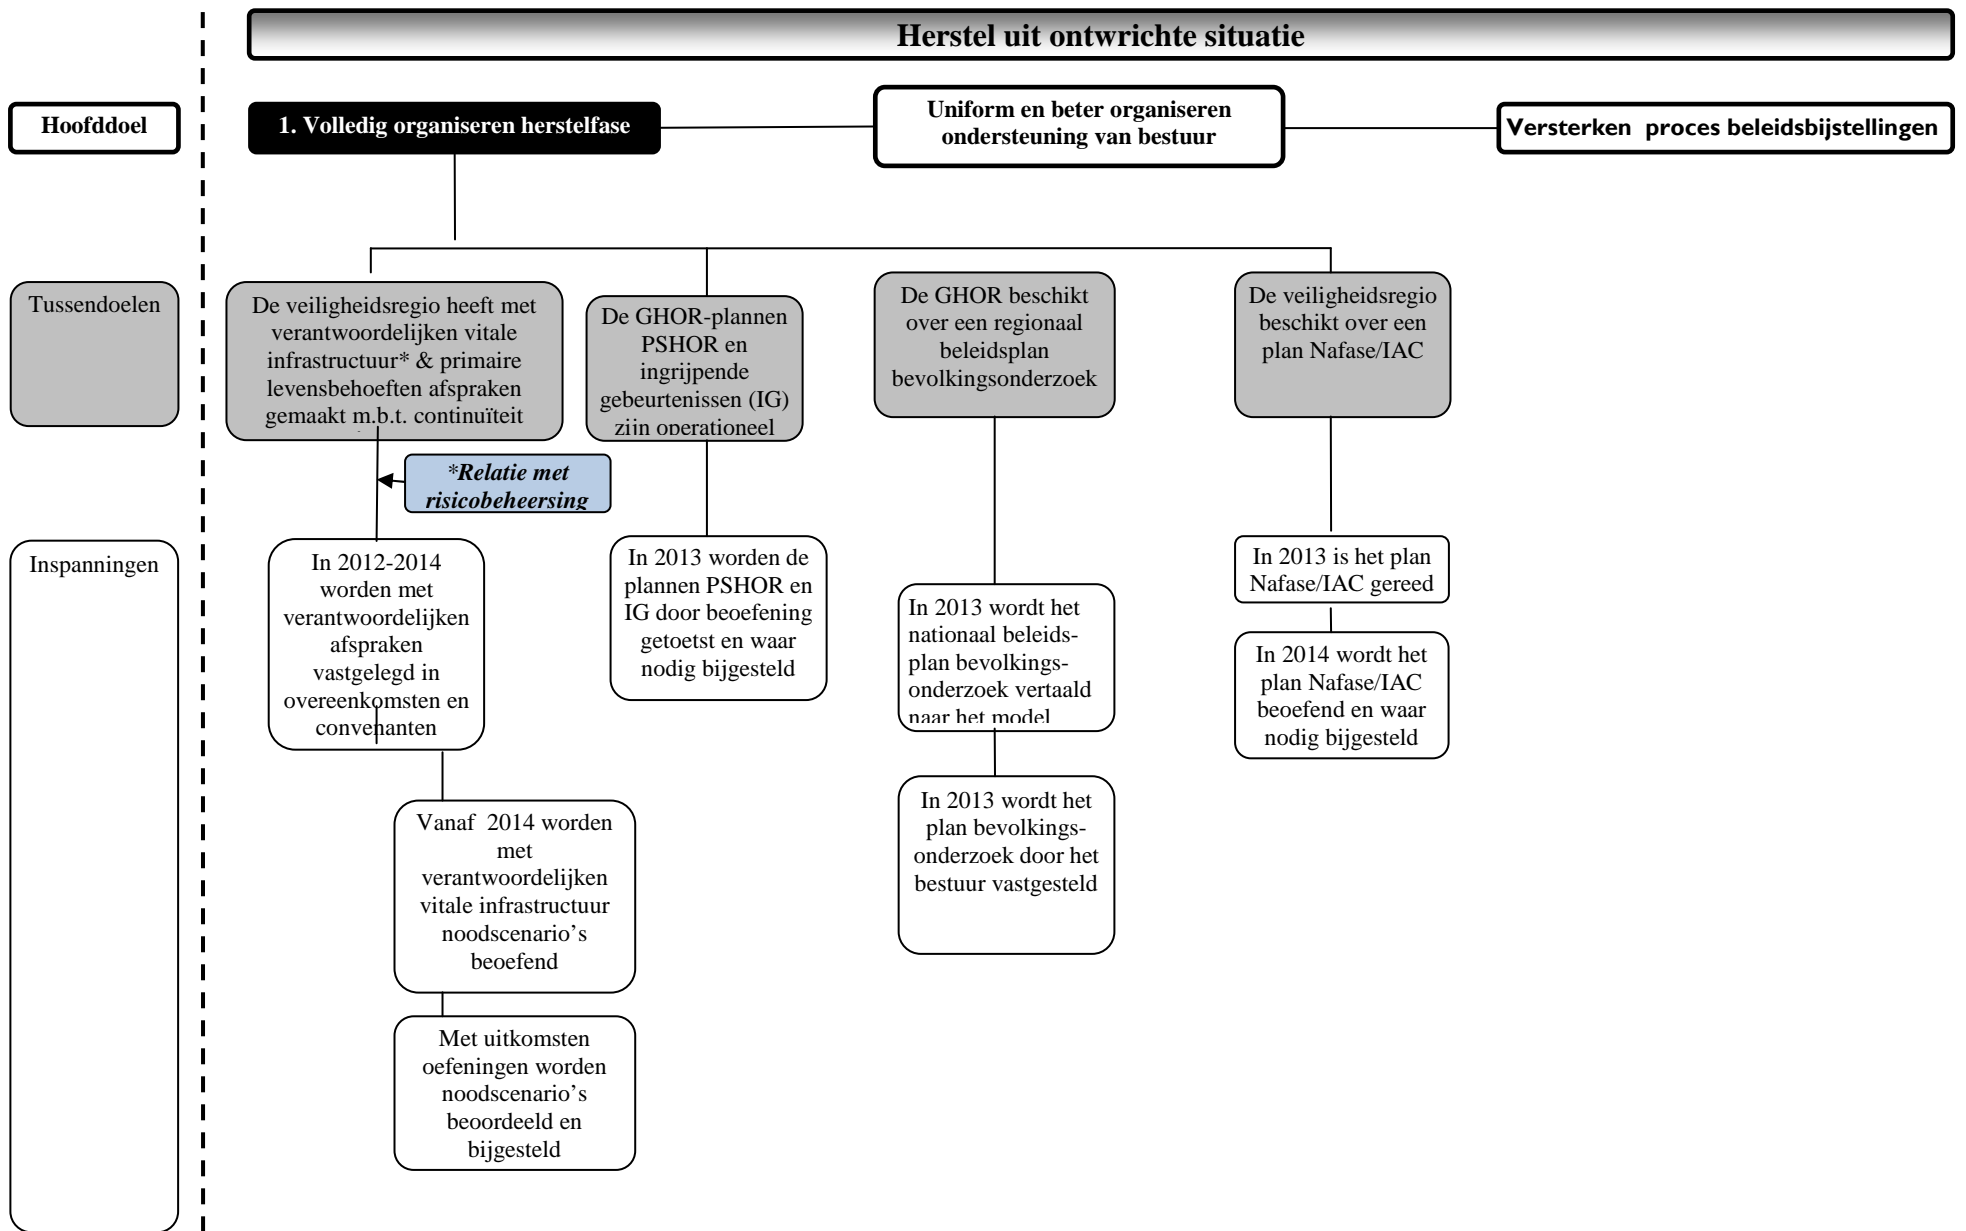 Herstel uit ontwrichte situatie
Hoofddoel
1. Volledig organiseren herstelfase
Uniform en beter organiseren
ondersteuning van bestuur
Versterken proces beleidsbijstellingen
Tussendoelen
De veiligheidsregio heeft met
verantwoordelijken vitale
infrastructuur* & primaire
levensbehoeften afspraken
gemaakt m.b.t. continuïteit
De GHOR-plannen
PSHOR en
ingrijpende
gebeurtenissen (IG)
zijn operationeel
De GHOR beschikt
over een regionaal
beleidsplan
bevolkingsonderzoek
De veiligheidsregio
beschikt over een
plan Nafase/IAC
*Relatie met
risicobeheersing
Inspanningen
In 2012-2014
worden met
verantwoordelijken
afspraken
vastgelegd in
overeenkomsten en
convenanten
Vanaf 2014 worden
met
verantwoordelijken
vitale infrastructuur
noodscenario’s
beoefend
Met uitkomsten
oefeningen worden
noodscenario’s
beoordeeld en
bijgesteld
In 2013 worden de
plannen PSHOR en
IG door beoefening
getoetst en waar
nodig bijgesteld
In 2013 wordt het
nationaal beleids-
plan bevolkings-
onderzoek vertaald
naar het model
In 2013 wordt het
plan bevolkings-
onderzoek door het
bestuur vastgesteld
In 2013 is het plan
Nafase/IAC gereed
In 2014 wordt het
plan Nafase/IAC
beoefend en waar
nodig bijgesteld